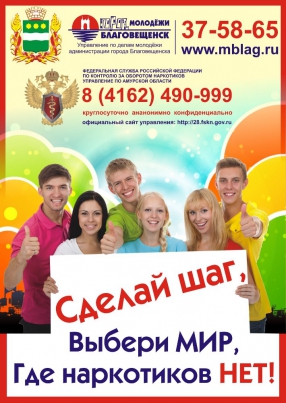 МОЛОДЁЖИ
БЛАГОВЕЩЕНСК
Управление по делам молодёжи
администрации города Благовещенска
37-58-65
www.mblag.ru
ФЕДЕРАЛЬНАЯ СЛУЖБА РОССИЙСКОЙ ФЕДЕРАЦИИ
ПО КОНТРОЛЮ ЗА ОБОРОТОМ НАРКОТИКОВ
УПРАВЛЕНИЕ ПО АМУРСКОЙ ОБЛАСТИ
8 (4162) 490-999
круглосуточно ананонимно конфиденциально
официальный сайт управления: http://28.fskn.gov.ru
Сделай шаг,
Выбери МИР,
Где наркотиков НЕТ!